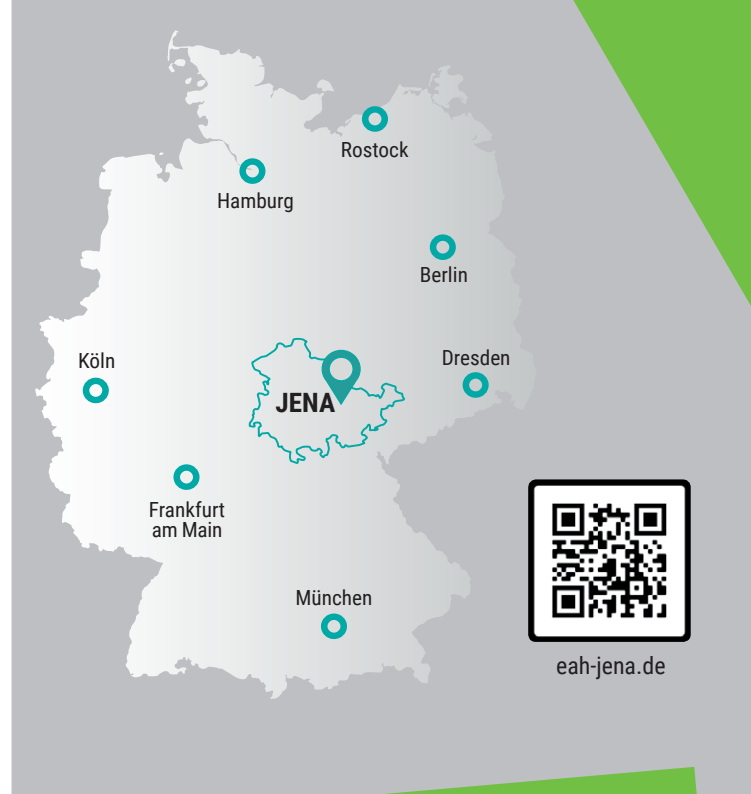 Rostock
Hamburg
Berlin
Köln
Dresden
JENA
Frankfurt
am Main
München
eah-jena.de